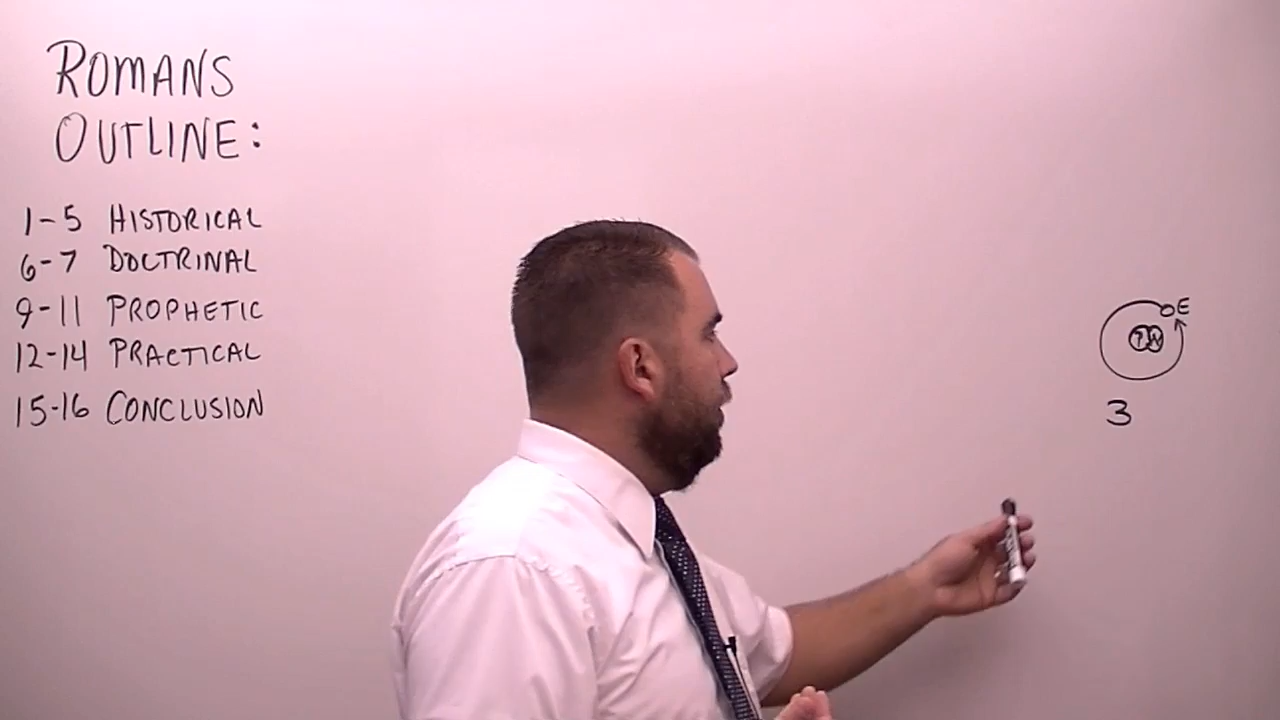 ROMANS
OUTLINE:
1-5 HISTORICAL
6-7 DOCTRINAL
9-11 PROPHETIC
12-14 PRACTICAL
15-16 CONCLUSION
E
N
3